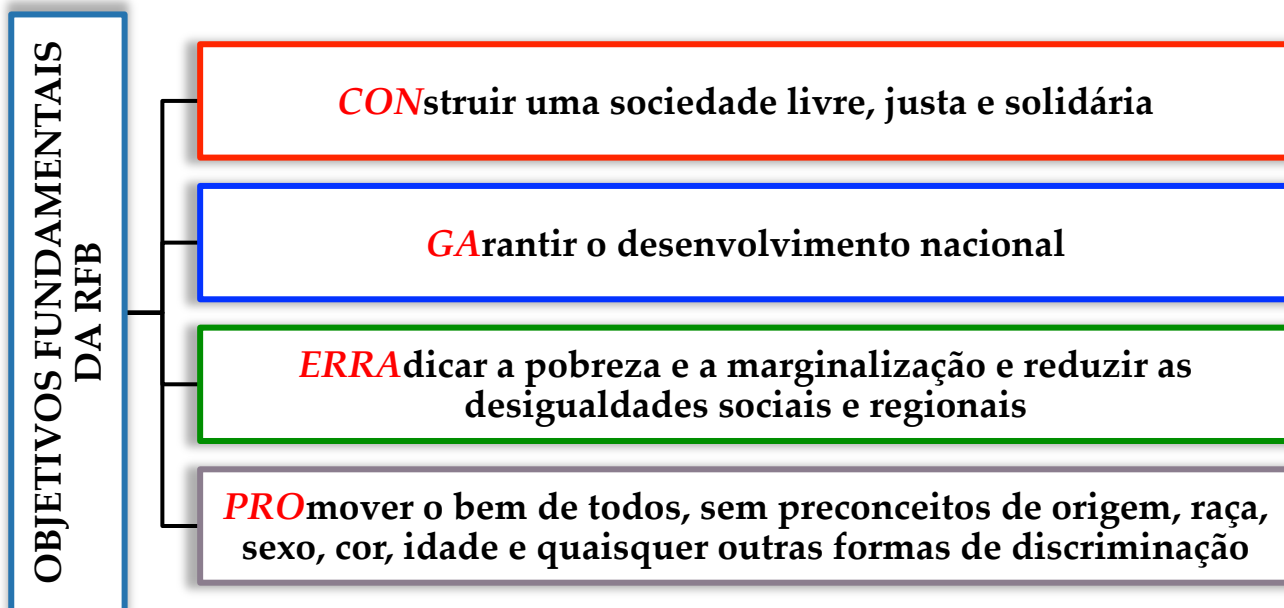 OBJETIVOS FUNDAMENTAIS
DA RFB
CONstruir uma sociedade livre, justa e solidária
GArantir o desenvolvimento nacional
ERRAdicar a pobreza e a marginalização e reduzir as
desigualdades sociais e regionais
PROmover o bem de todos, sem preconceitos de origem, raça,
sexo, cor, idade e quaisquer outras formas de discriminação